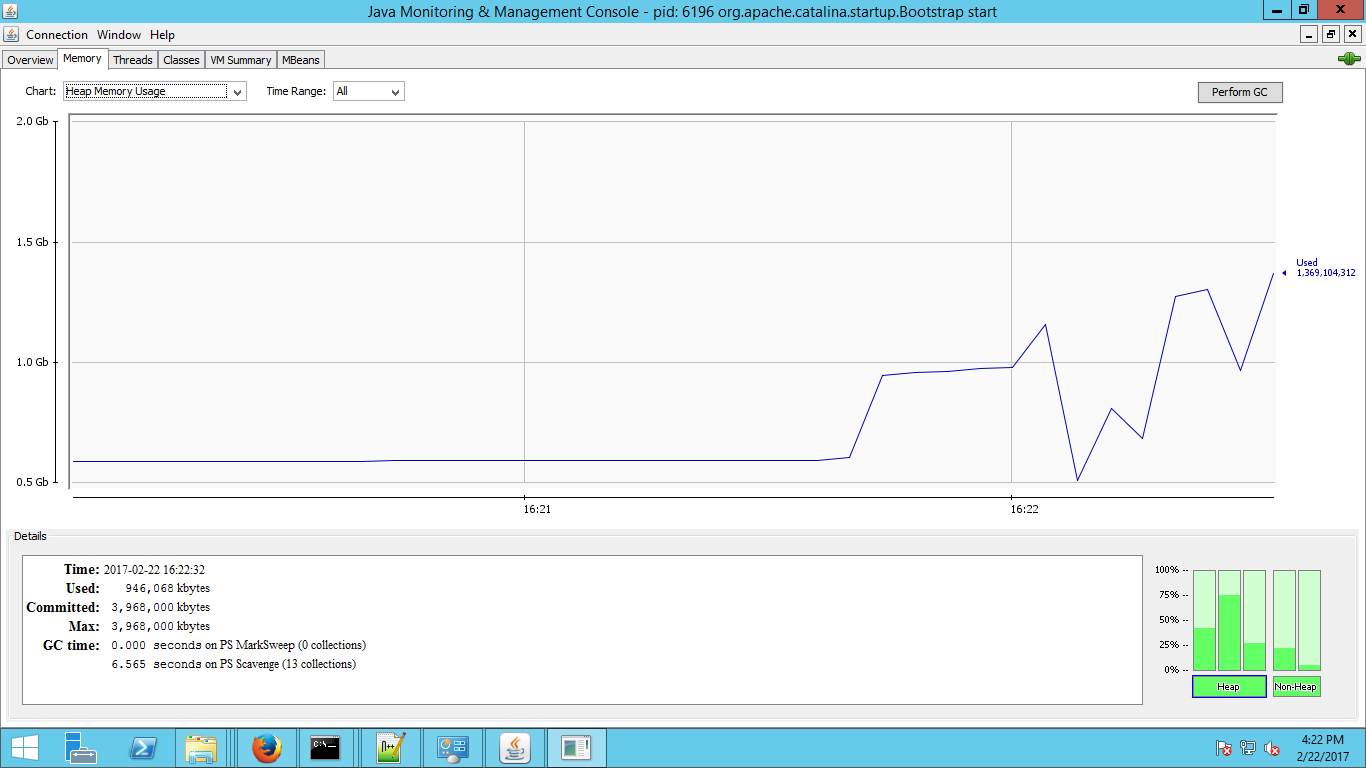 Java Monitoring & Management Console - pid: 6196 org.apache.catalina.startup.Bootstrap start
Connection Window Help
Overview Memory Threads Classes VM Summary MBeans
Chart: Heap Memory Usage Time Range: All Perform GC
2.0 Gb
1.5 Gb
Used
1,369,104,312
1.0 Gb
0.5 Gb
16:21 16:22
Details
Time: 2017-02-22 16:22:32
Used: 946,068 kbytes
Committed: 3,968,000 kbytes
Max: 3,968,000 kbytes
GC time: 0.000 seconds on PS MarkSweep (0 collections)
6.565 seconds on PS Scavenge (13 collections)
100% --
75% --
50% --
25% --
0% --
Heap Non-Heap
C:\-
n++
4:22 PM
2/22/2017